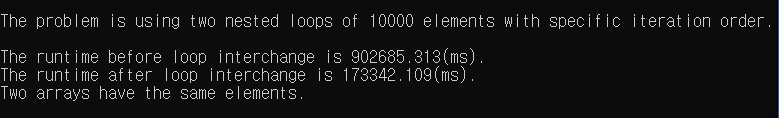 The problem is using two nested loops of 10000 elements with specific iteration order.
The runtime before loop interchange is 902685.313(ms).
The runtime after loop interchange is 173342.109(ms).
Two arrays have the same elements.